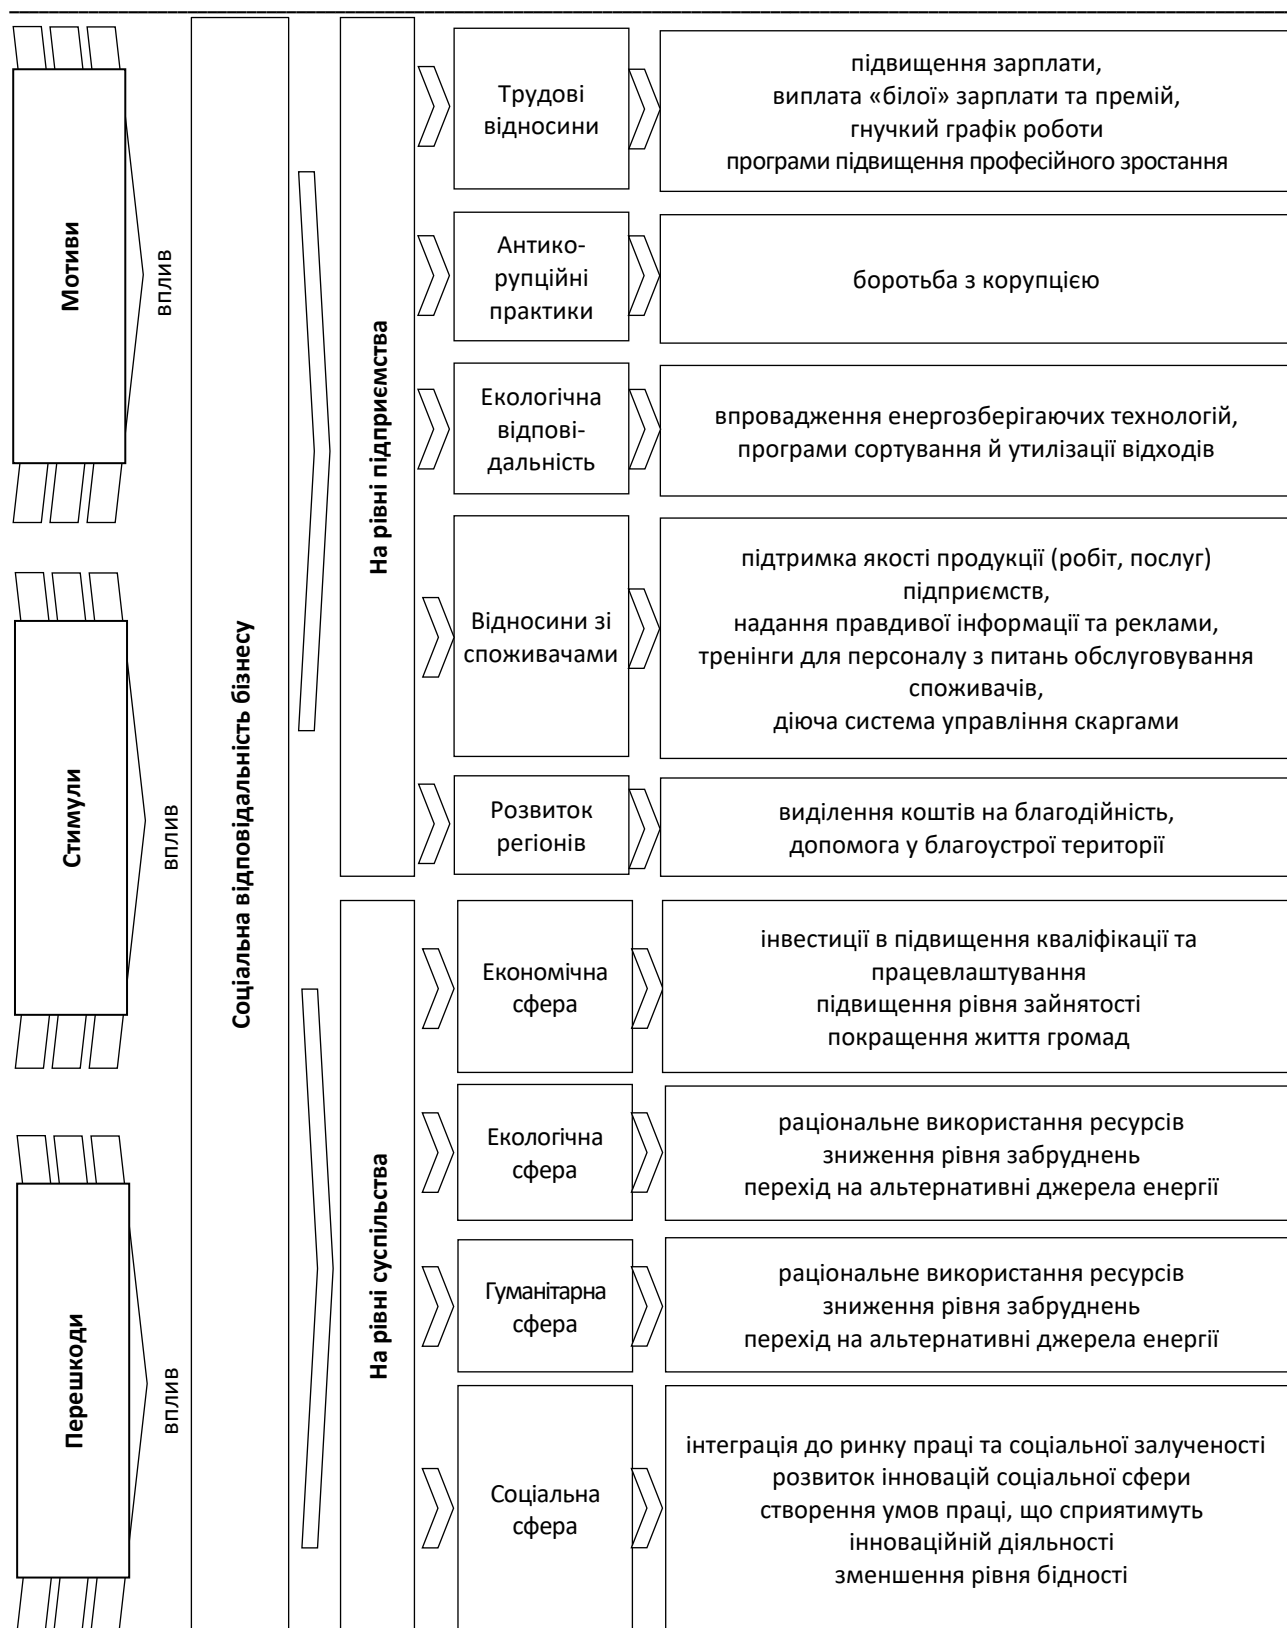 Мотиви
вплив
Стимули
вплив
Перешкоди
вплив
Соціальна відповідальність бізнесу
На рівні підприємства
Трудові
відносини
підвищення зарплати,
виплата «білої» зарплати та премій,
гнучкий графік роботи
програми підвищення професійного зростання
Антико-
рупційні
практики
боротьба з корупцією
Екологічна
відпові-
дальність
впровадження енергозберігаючих технологій,
програми сортування й утилізації відходів
Відносини зі
споживачами
підтримка якості продукції (робіт, послуг)
підприємств,
надання правдивої інформації та реклами,
тренінги для персоналу з питань обслуговування
споживачів,
діюча система управління скаргами
Розвиток
регіонів
виділення коштів на благодійність,
допомога у благоустрої території
На рівні суспільства
Економічна
сфера
інвестиції в підвищення кваліфікації та
працевлаштування
підвищення рівня зайнятості
покращення життя громад
Екологічна
сфера
раціональне використання ресурсів
зниження рівня забруднень
перехід на альтернативні джерела енергії
Гуманітарна
сфера
раціональне використання ресурсів
зниження рівня забруднень
перехід на альтернативні джерела енергії
Соціальна
сфера
інтеграція до ринку праці та соціальної залученості
розвиток інновацій соціальної сфери
створення умов праці, що сприятимуть
інноваційній діяльності
зменшення рівня бідності